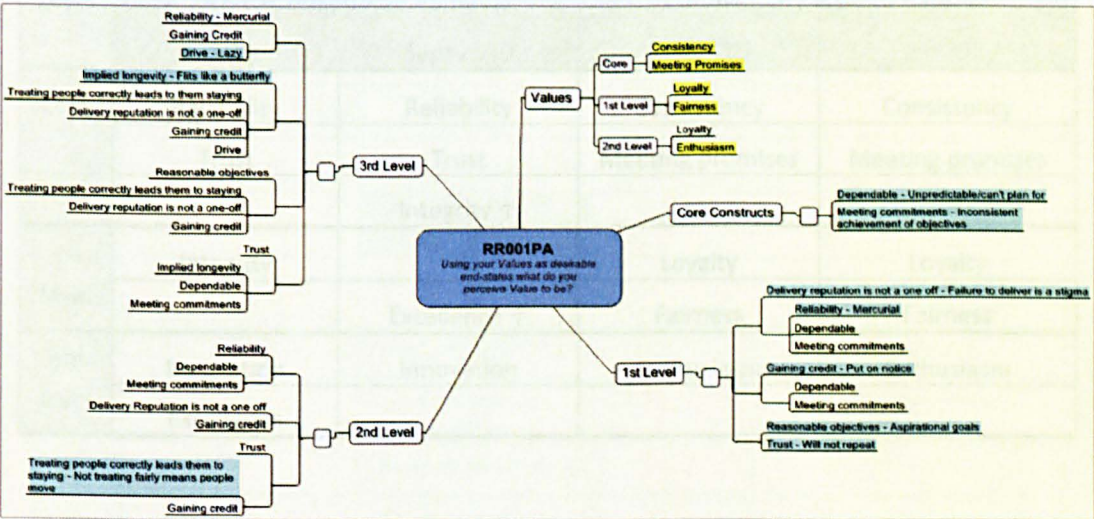 Reliability - Mercurial
Gaining Credit
Drive - Lazy
Implied longevity - Flits like a butterfly
Treating people correctly leads to them staying
Delivery reputation is not a one-off
Gaining credit
Drive
Reasonable objectives
Treating people correctly leads them to staying
Delivery reputation is not a one-off
Gaining credit
Trust
Implied longevity
Dependable
Meeting commitments
3rd Level
Reliability
Dependable
Meeting commitments
Delivery Reputation is not a one off
Gaining credit
Trust
Treating people correctly leads them to
staying - Not treating fairly means people
move
Gaining credit
2nd Level
RR001PA
Using your Values as desirable
end-states what do you
perceive Value to be?
Values
Core
Consistency
Meeting Promises
1st Level
Loyalty
Fairness
2nd Level
Loyalty
Enthusiasm
Core Constructs
Dependable - Unpredictable/can't plan for
Meeting commitments - Inconsistent
achievement of objectives
1st Level
Delivery reputation is not a one off - Failure to deliver is a stigma
Reliability - Mercurial
Dependable
Meeting commitments
Gaining credit - Put on notice
Dependable
Meeting commitments
Reasonable objectives - Aspirational goals
Trust - Will not repeat
Reliability
Consistency
Trust
Meeting promises
Meeting promises
Integrity
Loyalty
Loyalty
Excellence
Fairness
Innovation